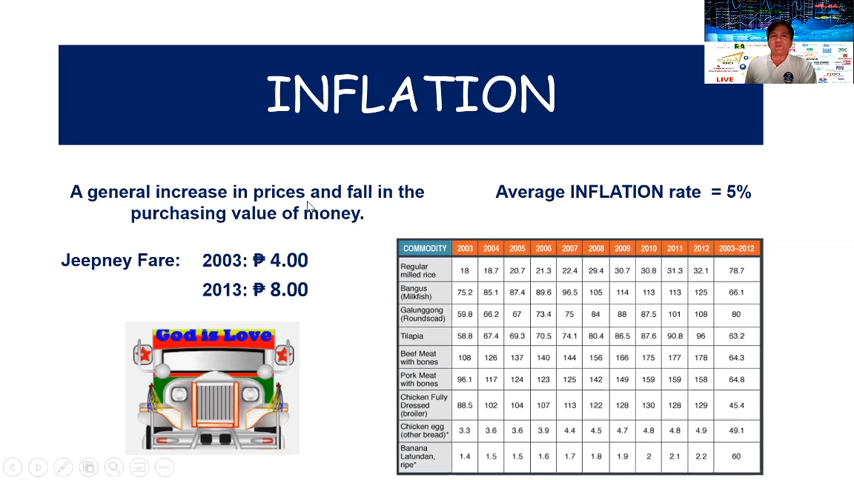 INFLATION
LIVE
A general increase in prices and fall in the
purchasing value of money.
Average INFLATION rate = 5%
Jeepney Fare: 2003: ₱ 4.00
2013: ₱ 8.00
God is Love
COMMODITY 2003 2004 2005 2006 2007 2008 2009 2010 2011 2012 2003–2012
Regular
milled rice 18 18.7 20.7 21.3 22.4 29.4 30.7 30.8 31.3 32.1 78.7
Bangus
(Milkfish) 75.2 85.1 87.4 89.6 96.5 105 114 113 113 125 66.1
Galunggong
(Roundscad) 59.8 66.2 67 73.4 75 84 88 87.5 101 108 80
Tilapia 58.8 67.4 69.3 70.5 74.1 80.4 86.5 87.6 90.8 96 63.2
Beef Meat
with bones 108 126 137 140 144 156 166 175 177 178 64.3
Pork Meat
with bones 96.1 117 124 123 125 142 149 159 159 158 64.8
Chicken Fully
Dressed
(broiler) 88.5 102 104 107 113 122 128 130 128 129 45.4
Chicken egg
(other bread)* 3.3 3.6 3.6 3.9 4.4 4.5 4.7 4.8 4.8 4.9 49.1
Banana
Latundan,
ripe* 1.4 1.5 1.5 1.6 1.7 1.8 1.9 2 2.1 2.2 60